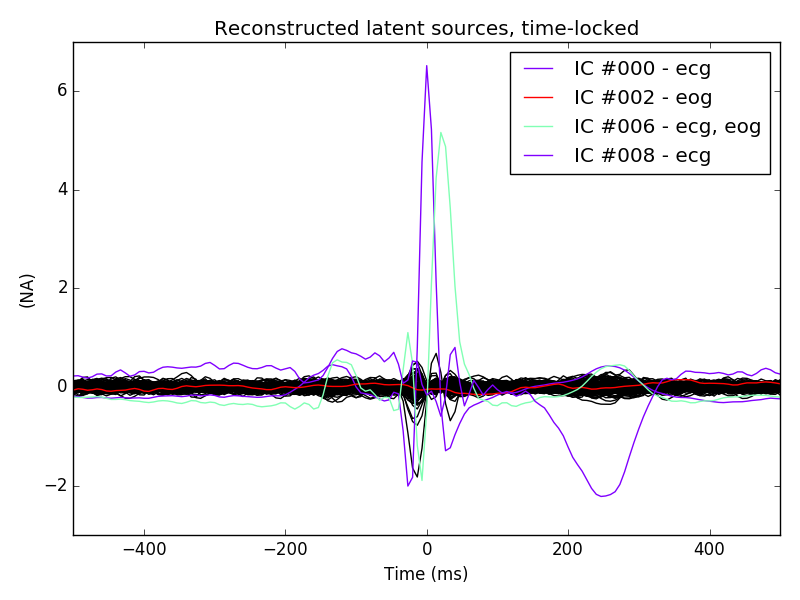 Reconstructed latent sources, time-locked
IC #000 - ecg
IC #002 - eog
IC #006 - ecg, eog
IC #008 - ecg
6
4
2
0
−2
(NA)
−400
−200
0
200
400
Time (ms)